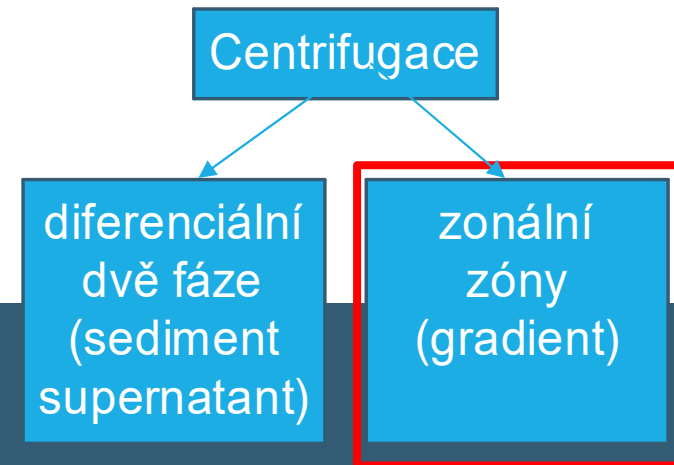 Centrifugace
diferenciální
dvě fáze
(sediment
supernatant)
zonální
zóny
(gradient)